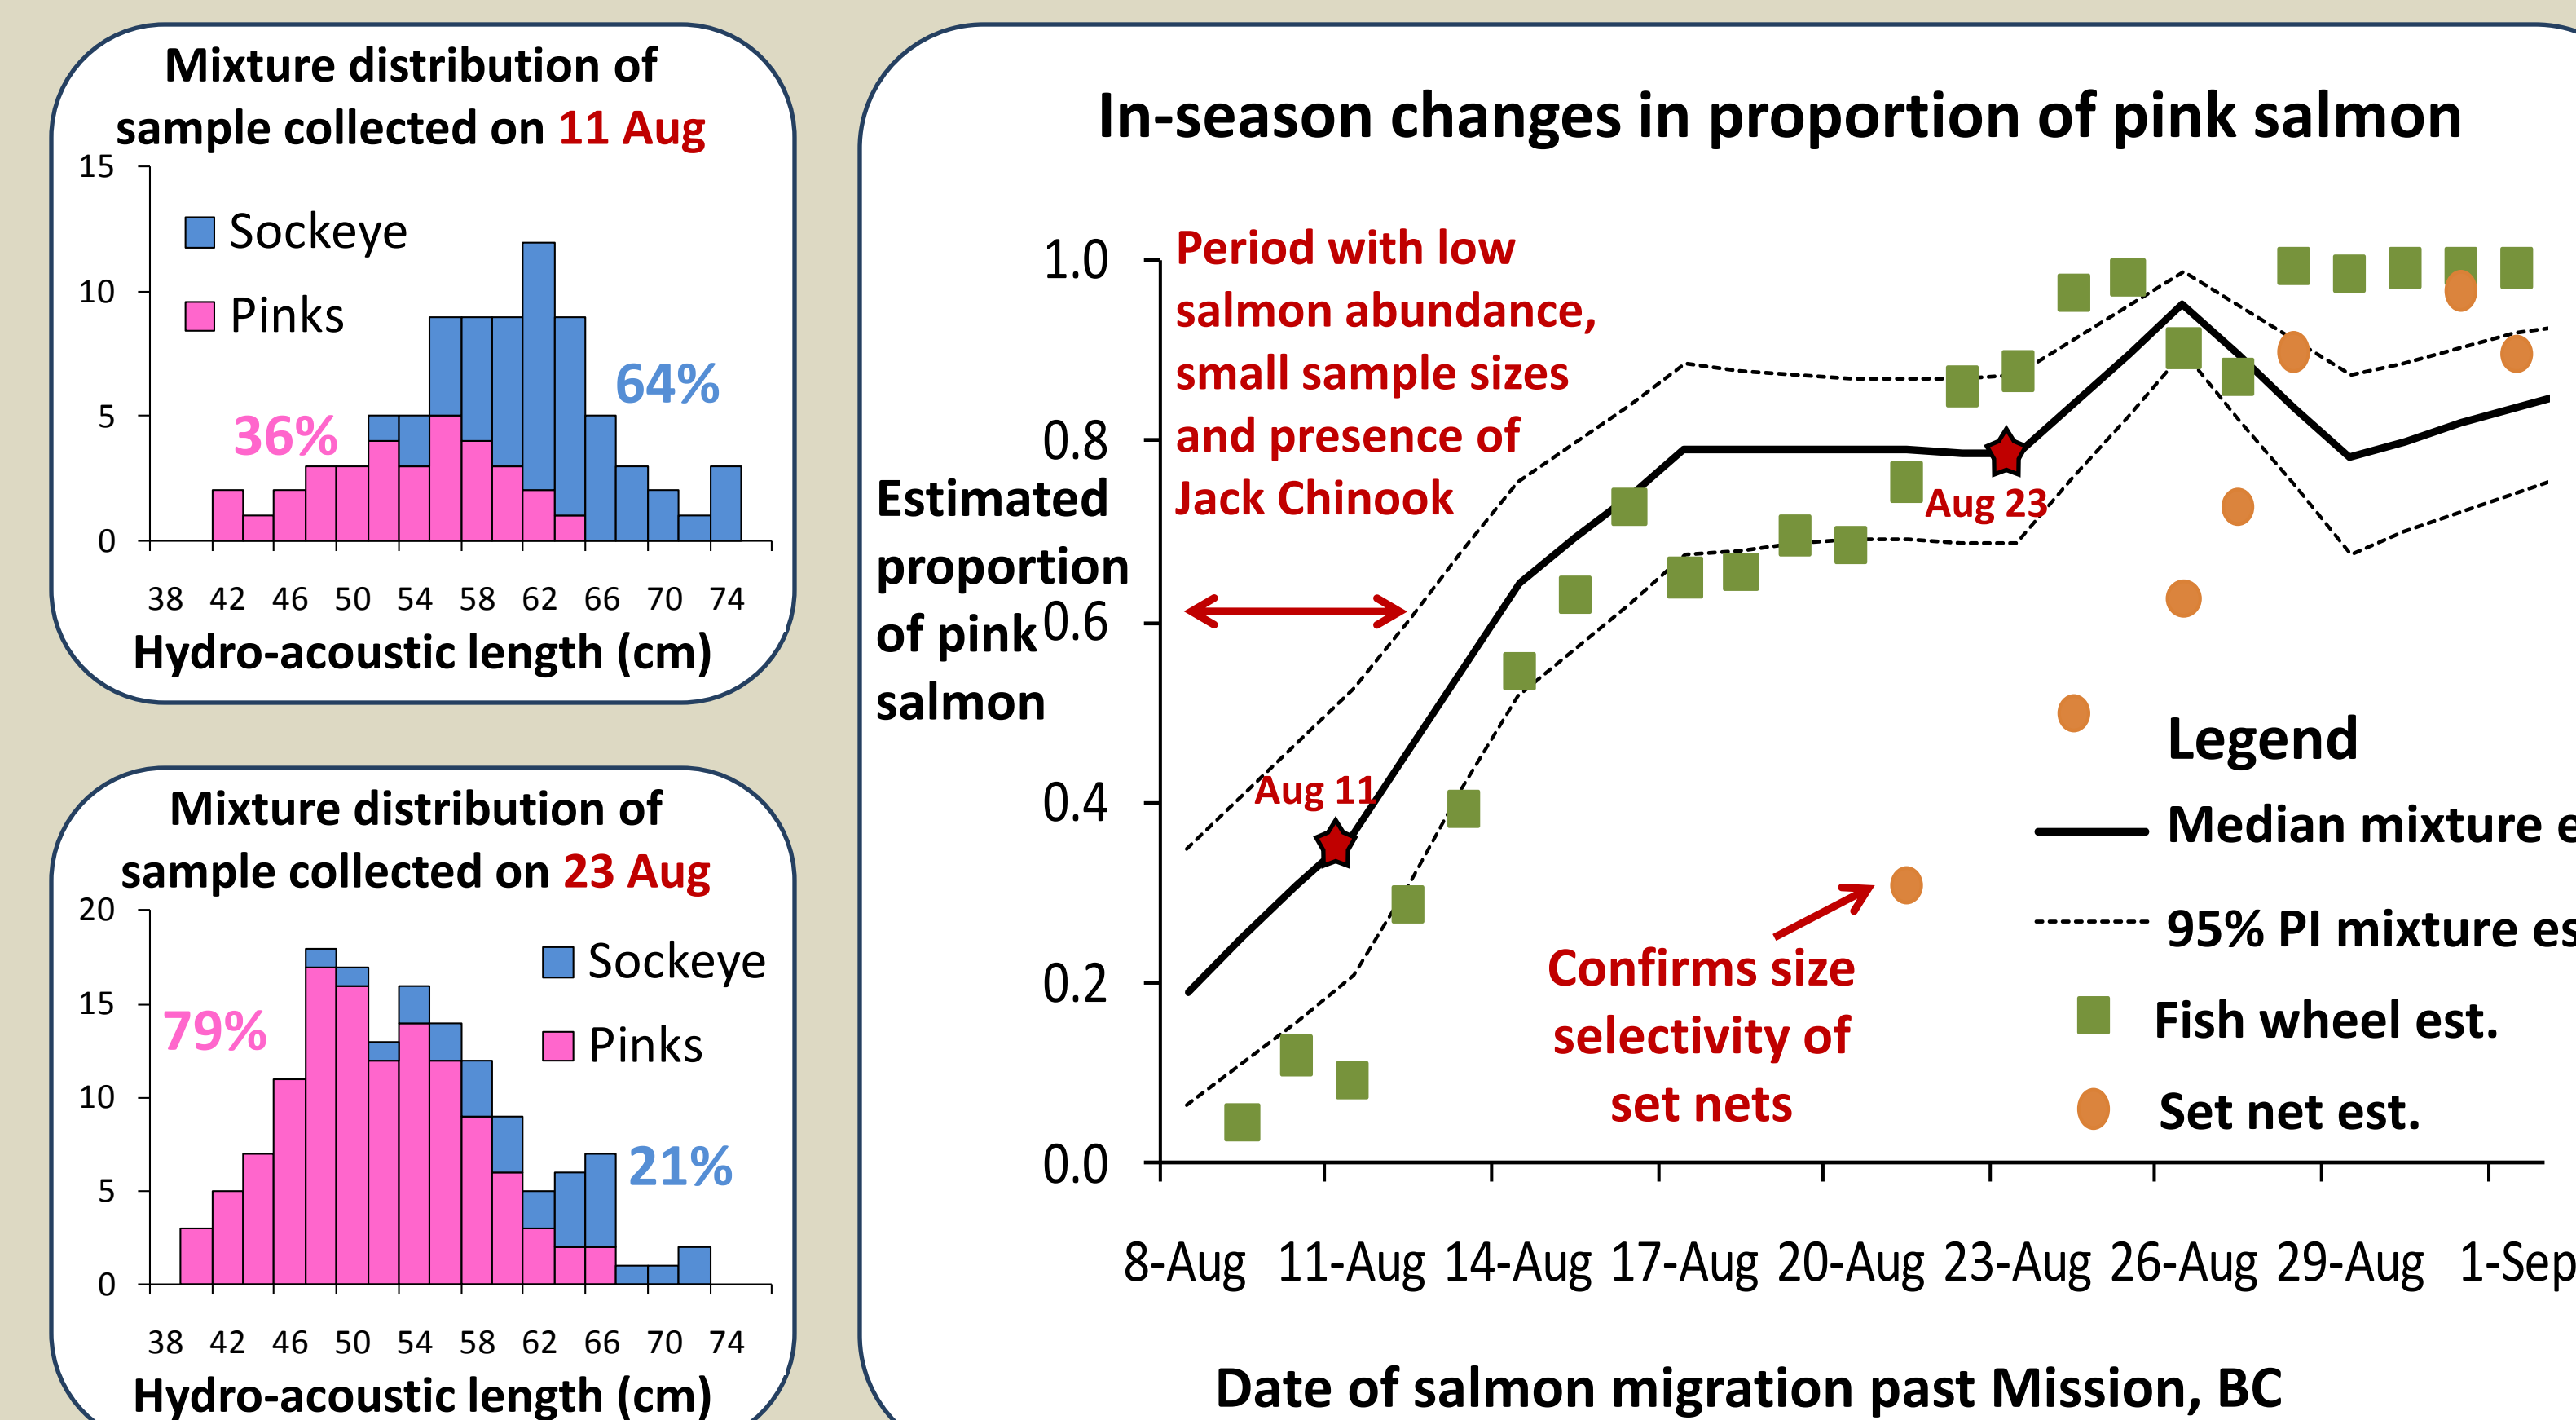 Mixture distribution of
sample collected on 11 Aug
15
10
5
0
Sockeye
Pinks
36%
64%
38 42 46 50 54 58 62 66 70 74
Hydro-acoustic length (cm)
Mixture distribution of
sample collected on 23 Aug
20
15
10
5
0
Sockeye
Pinks
79%
21%
38 42 46 50 54 58 62 66 70 74
Hydro-acoustic length (cm)
In-season changes in proportion of pink salmon
Estimated
proportion
of pink
salmon
1.0
0.8
0.6
0.4
0.2
0.0
Period with low
salmon abundance,
small sample sizes
and presence of
Jack Chinook
Aug 11
Aug 23
Confirms size
selectivity of
set nets
Legend
Median mixture e
95% PI mixture es
Fish wheel est.
Set net est.
8-Aug 11-Aug 14-Aug 17-Aug 20-Aug 23-Aug 26-Aug 29-Aug 1-Sep
Date of salmon migration past Mission, BC